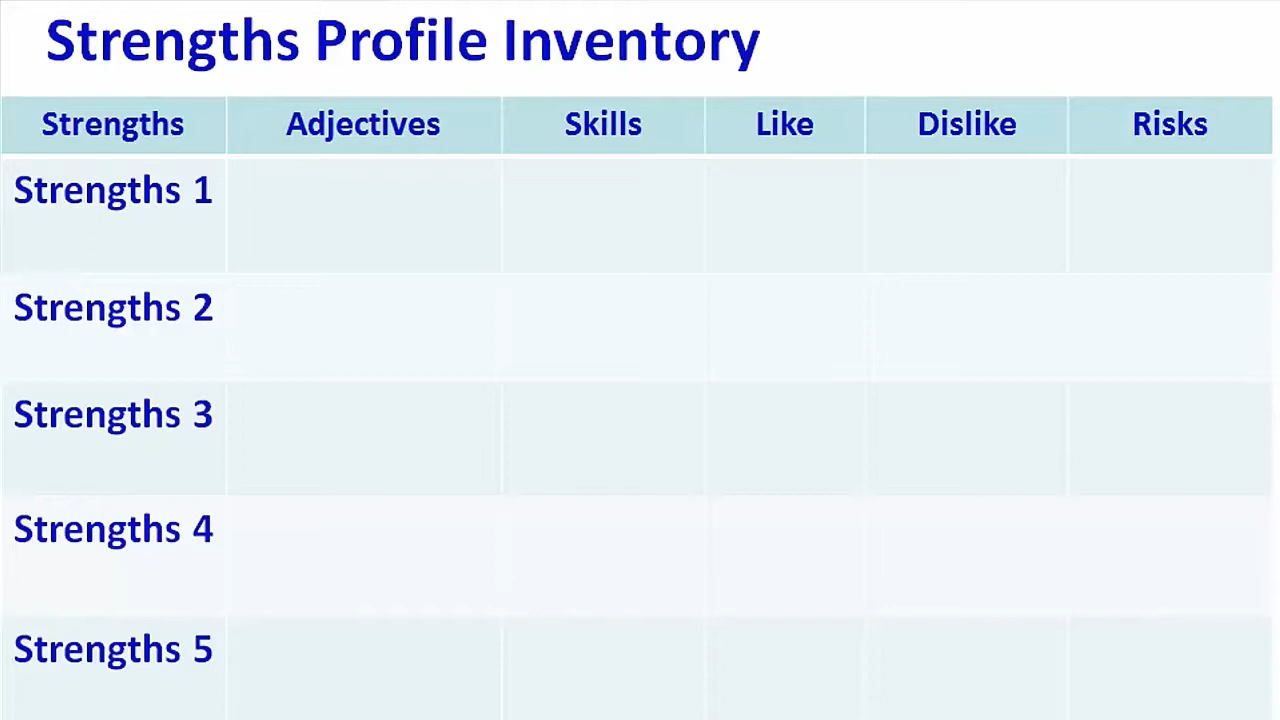 Strengths Profile Inventory
Strengths Adjectives Skills Like Dislike Risks
Strengths 1
Strengths 2
Strengths 3
Strengths 4
Strengths 5